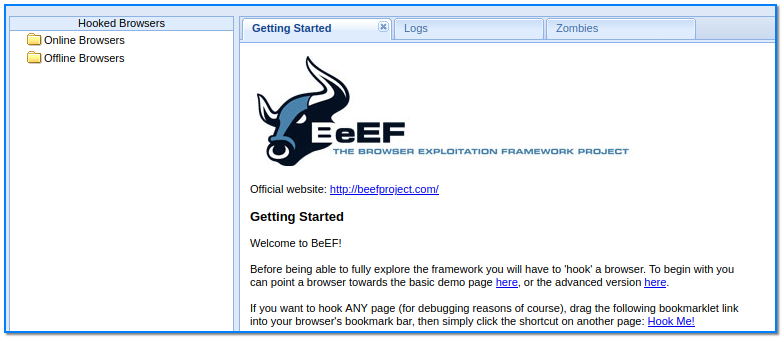 Hooked Browsers
Online Browsers
Offline Browsers
Getting Started
Logs
Zombies
BeEF
THE BROWSER EXPLOITATION FRAMEWORK PROJECT
Official website: http://beefproject.com/
Getting Started
Welcome to BeEF!
Before being able to fully explore the framework you will have to 'hook' a browser. To begin with you
can point a browser towards the basic demo page here, or the advanced version here.
If you want to hook ANY page (for debugging reasons of course), drag the following bookmarklet link
into your browser's bookmark bar, then simply click the shortcut on another page: Hook Me!